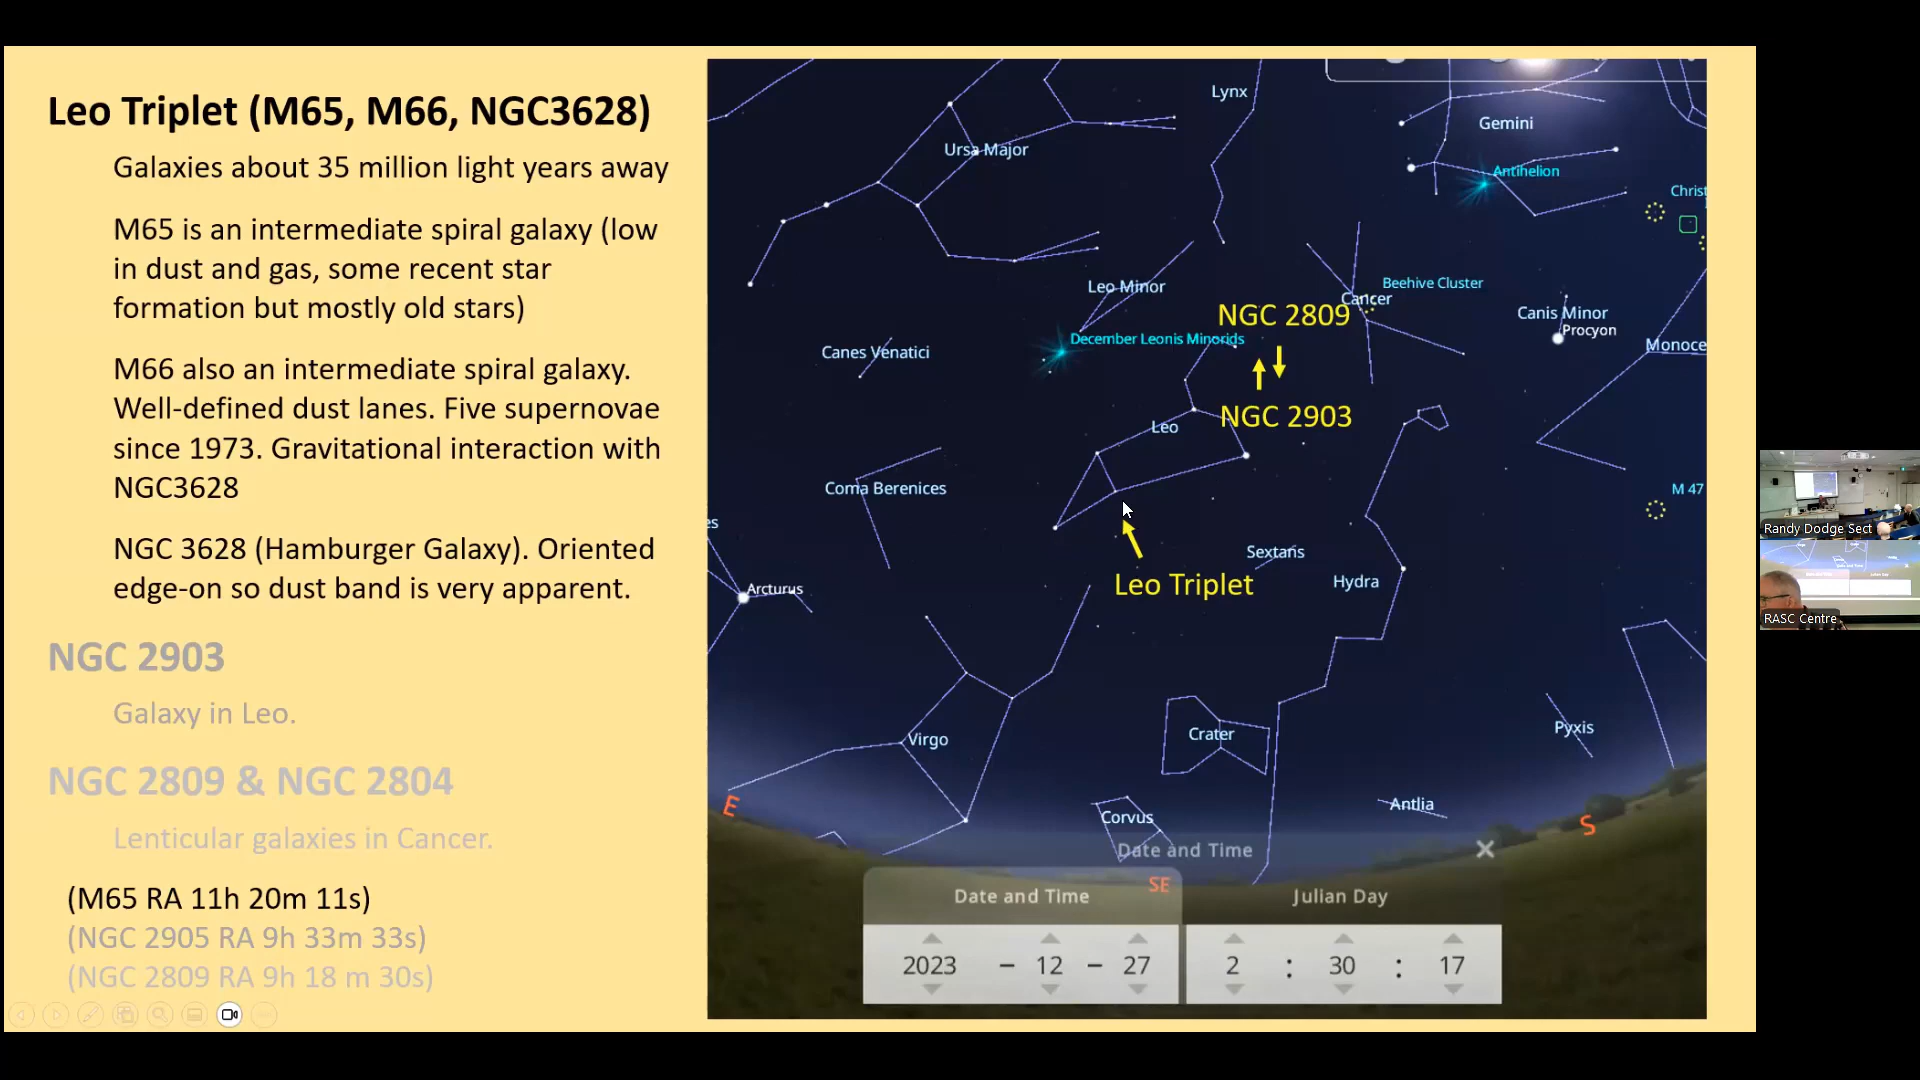 Leo Triplet (M65, M66, NGC3628)
Galaxies about 35 million light years away
M65 is an intermediate spiral galaxy (low
in dust and gas, some recent star
formation but mostly old stars)
M66 also an intermediate spiral galaxy.
Well-defined dust lanes. Five supernovae
since 1973. Gravitational interaction with
NGC3628
NGC 3628 (Hamburger Galaxy). Oriented
edge-on so dust band is very apparent.
NGC 2903
Galaxy in Leo.
NGC 2809 & NGC 2804
Lenticular galaxies in Cancer.
(M65 RA 11h 20m 11s)
(NGC 2905 RA 9h 33m 33s)
(NGC 2809 RA 9h 18 m 30s)
Lynx
Gemini
Ursa Major
Antihelion
Christ
Leo Minor
Beehive Cluster
Cancer
NGC 2809
Canis Minor
Procyon
December Leonis Minorids
Monoce
Canes Venatici
NGC 2903
Leo
Coma Berenices
M 47
es
Sextans
Hydra
Leo Triplet
Arcturus
Virgo
Crater
Pyxis
E
Antlia
Corvus
S
Date and Time
SE
Date and Time
Julian Day
2023 - 12 - 27
2 : 30 : 17
Randy Dodge Sect
RASC Centre